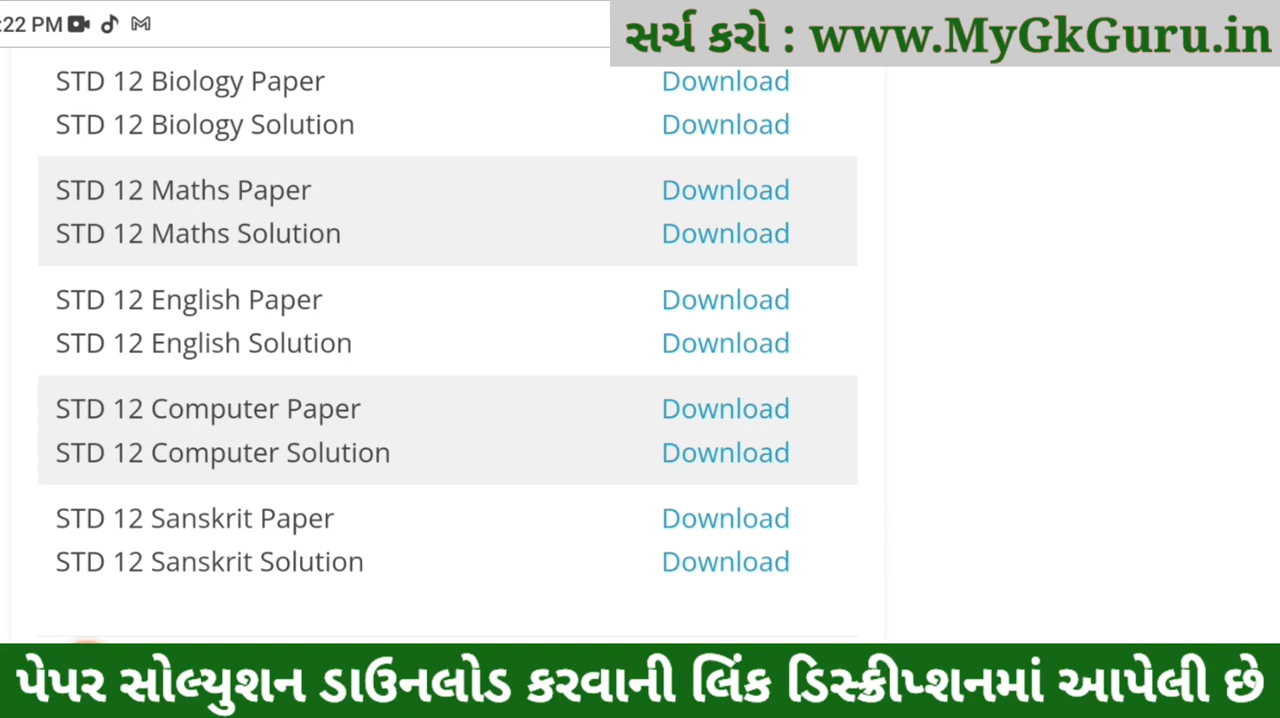 :22 PM
સર્ચ કરો : www.MyGkGuru.in
STD 12 Biology Paper Download
STD 12 Biology Solution Download
STD 12 Maths Paper Download
STD 12 Maths Solution Download
STD 12 English Paper Download
STD 12 English Solution Download
STD 12 Computer Paper Download
STD 12 Computer Solution Download
STD 12 Sanskrit Paper Download
STD 12 Sanskrit Solution Download
પેપર સોલ્યુશન ડાઉનલોડ કરવાની લિંક ડિસ્ક્રીપ્શનમાં આપેલી છે